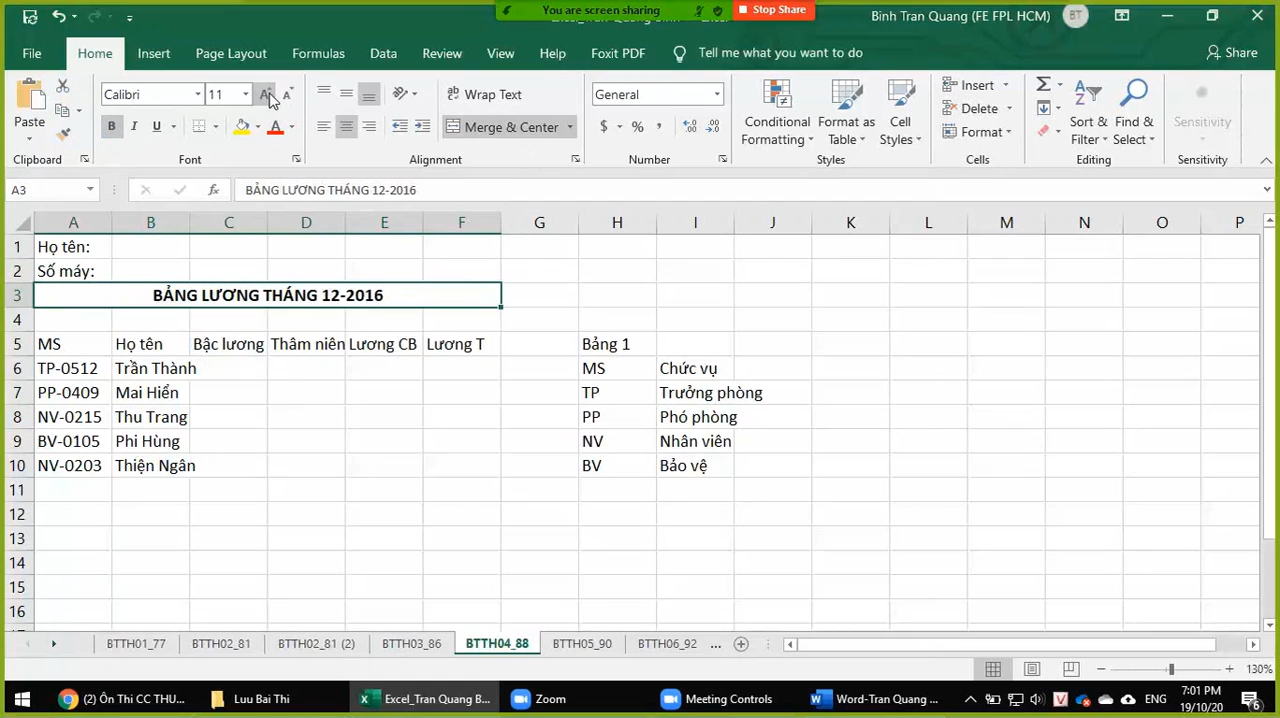 You are screen sharing
Stop Share
Binh Tran Quang (FE FPL HCM)
BT
File Home Insert Page Layout Formulas Data Review View Help Foxit PDF Tell me what you want to do Share
Calibri 11 Wrap Text General Insert
Paste B I U Merge & Center $ % , Conditional Formatting Format as Table Cell Styles Delete Format Sort & Filter Find & Select Sensitivity
Clipboard Font Alignment Number Styles Cells Editing Sensitivity
A3 fx BẢNG LƯƠNG THÁNG 12-2016
A B C D E F G H I J K L M N O P
1 Họ tên:
2 Số máy:
3 BẢNG LƯƠNG THÁNG 12-2016
4
5 MS Họ tên Bậc lương Thâm niên Lương CB Lương T Bảng 1
6 TP-0512 Trần Thành MS Chức vụ
7 PP-0409 Mai Hiển TP Trưởng phòng
8 NV-0215 Thu Trang PP Phó phòng
9 BV-0105 Phi Hùng NV Nhân viên
10 NV-0203 Thiện Ngân BV Bảo vệ
11
12
13
14
15
16
BTTH01_77 BTTH02_81 BTTH02_81 (2) BTTH03_86 BTTH04_88 BTTH05_90 BTTH06_92 ...
130%
(2) Ôn Thi CC THU... Luu Bai Thi Excel_Tran Quang B... Zoom Meeting Controls Word-Tran Quang ... ENG 7:01 PM
19/10/20 6